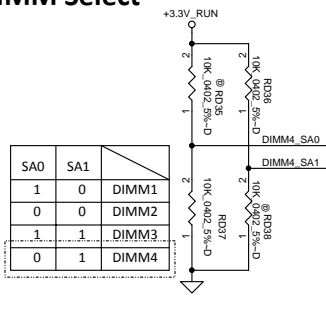 IMM Select
+3.3V_RUN
2
2
10K_0402_5%~D
@ RD35
10K_0402_5%~D
RD36
1
1
DIMM4_SA0
DIMM4_SA1
2
2
10K_0402_5%~D
RD37
10K_0402_5%~D
@ RD38
1
1
SA0 SA1
1 0 DIMM1
0 0 DIMM2
1 1 DIMM3
0 1 DIMM4